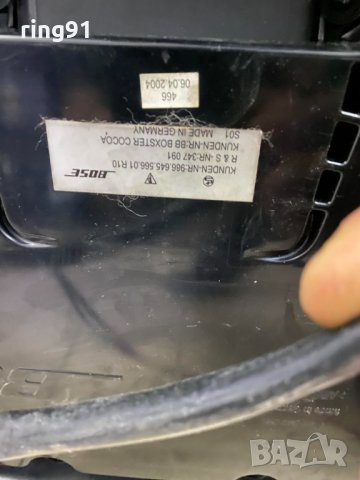 ring91
466
06.04.2004
KUNDEN-NR:986.645.566.01 R10
R & S -NR:347 091
KUNDEN-NR:BB BOXSTER COCOA
S01 MADE IN GERMANY
BOSE
BAZAR
bg